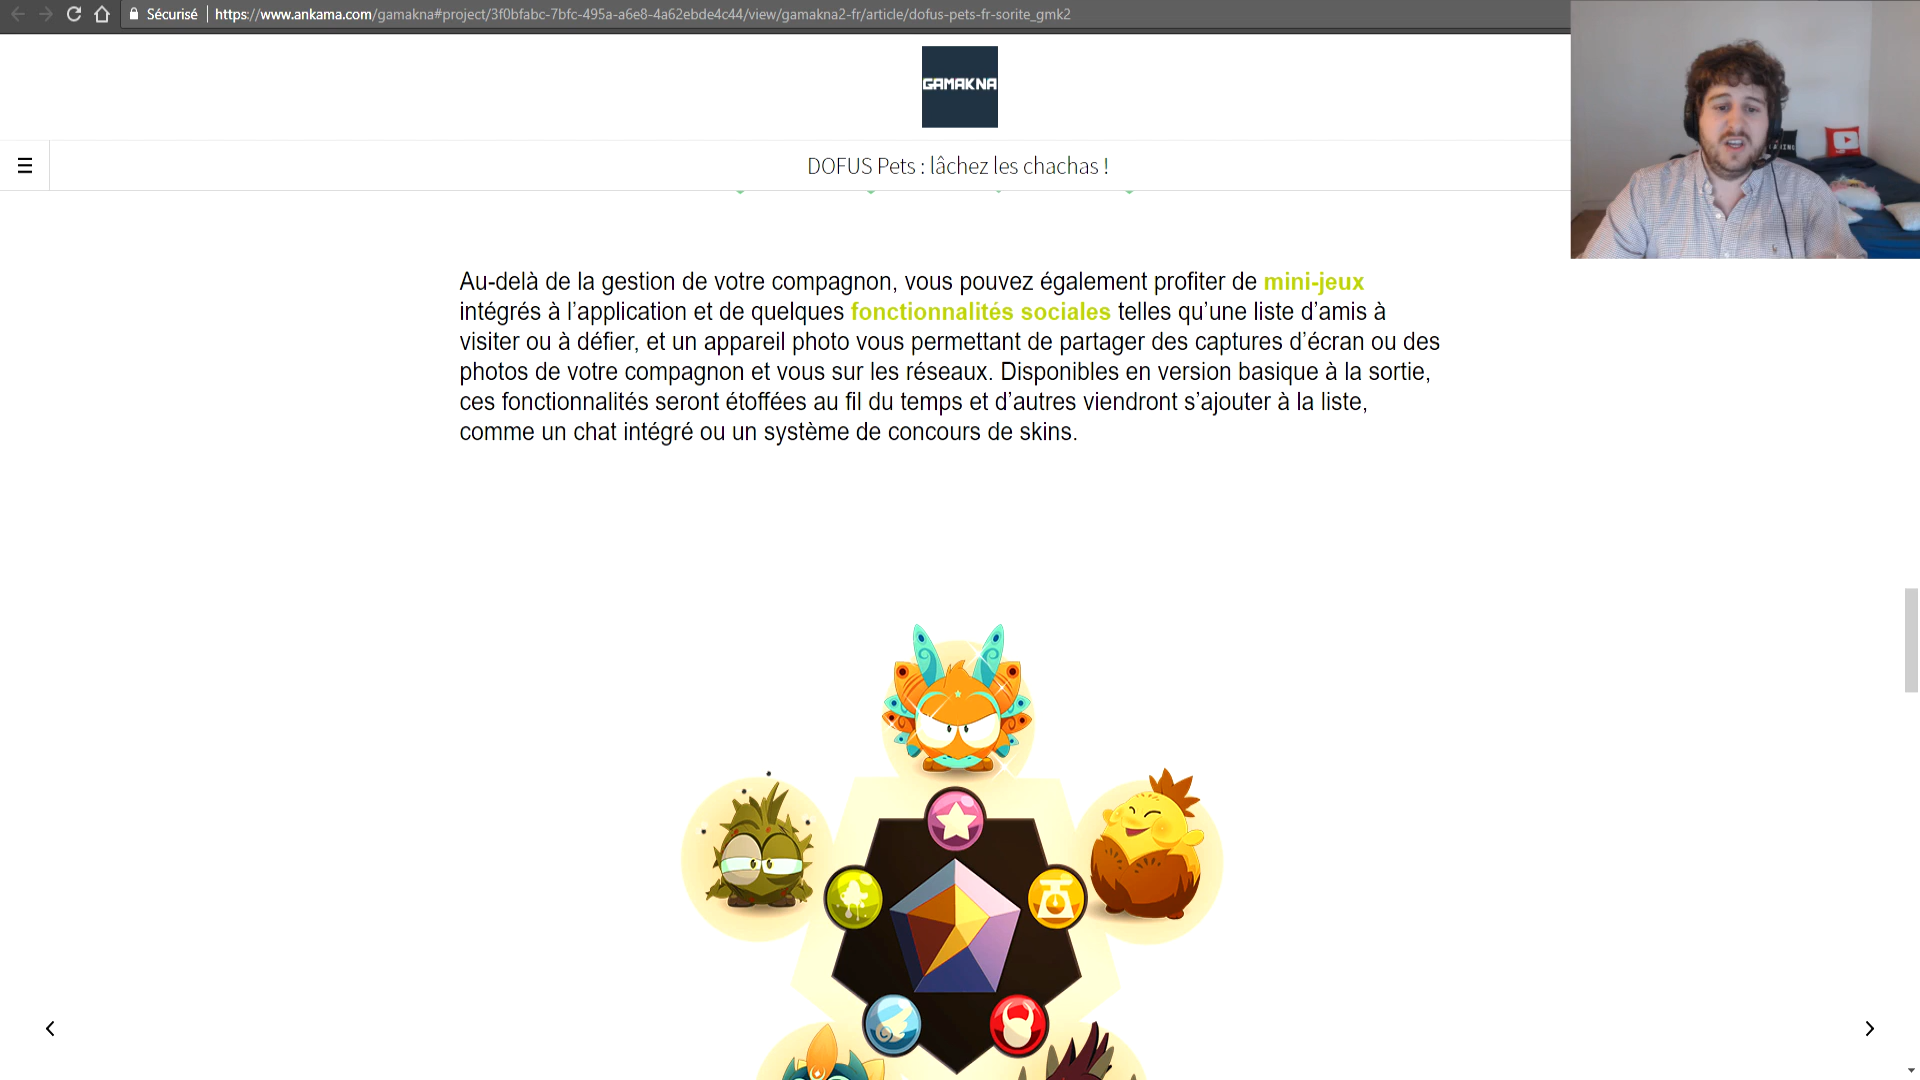 Sécurisé
https://www.ankama.com/gamakna#project/3f0bfabc-7bfc-495a-a6e8-4a62ebde4c44/view/gamakna2-fr/article/dofus-pets-fr-sorite_gmk2
GAMAKNA
DOFUS Pets : lâchez les chachas !
Au-delà de la gestion de votre compagnon, vous pouvez également profiter de mini-jeux
intégrés à l’application et de quelques fonctionnalités sociales telles qu’une liste d’amis à
visiter ou à défier, et un appareil photo vous permettant de partager des captures d’écran ou des
photos de votre compagnon et vous sur les réseaux. Disponibles en version basique à la sortie,
ces fonctionnalités seront étoffées au fil du temps et d’autres viendront s’ajouter à la liste,
comme un chat intégré ou un système de concours de skins.